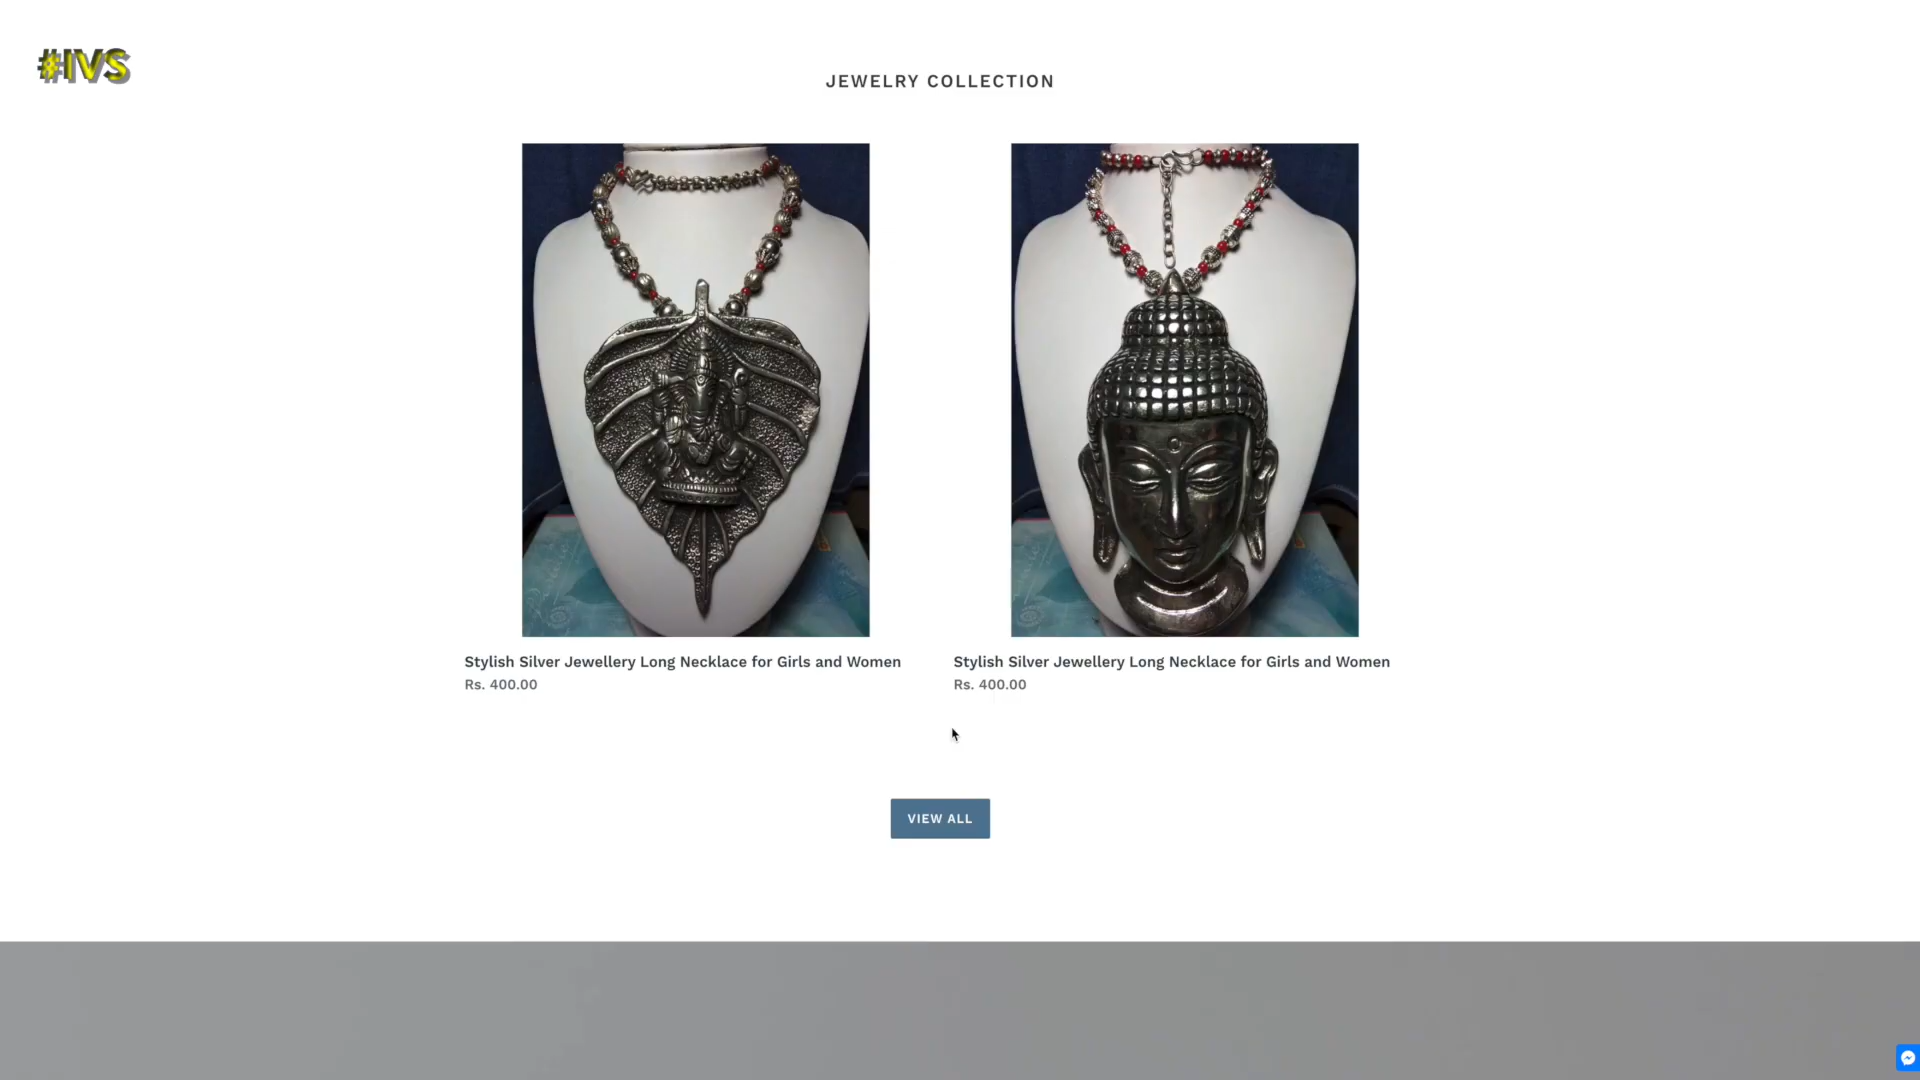 #IVS
JEWELRY COLLECTION
Stylish Silver Jewellery Long Necklace for Girls and Women
Rs. 400.00
Stylish Silver Jewellery Long Necklace for Girls and Women
Rs. 400.00
VIEW ALL